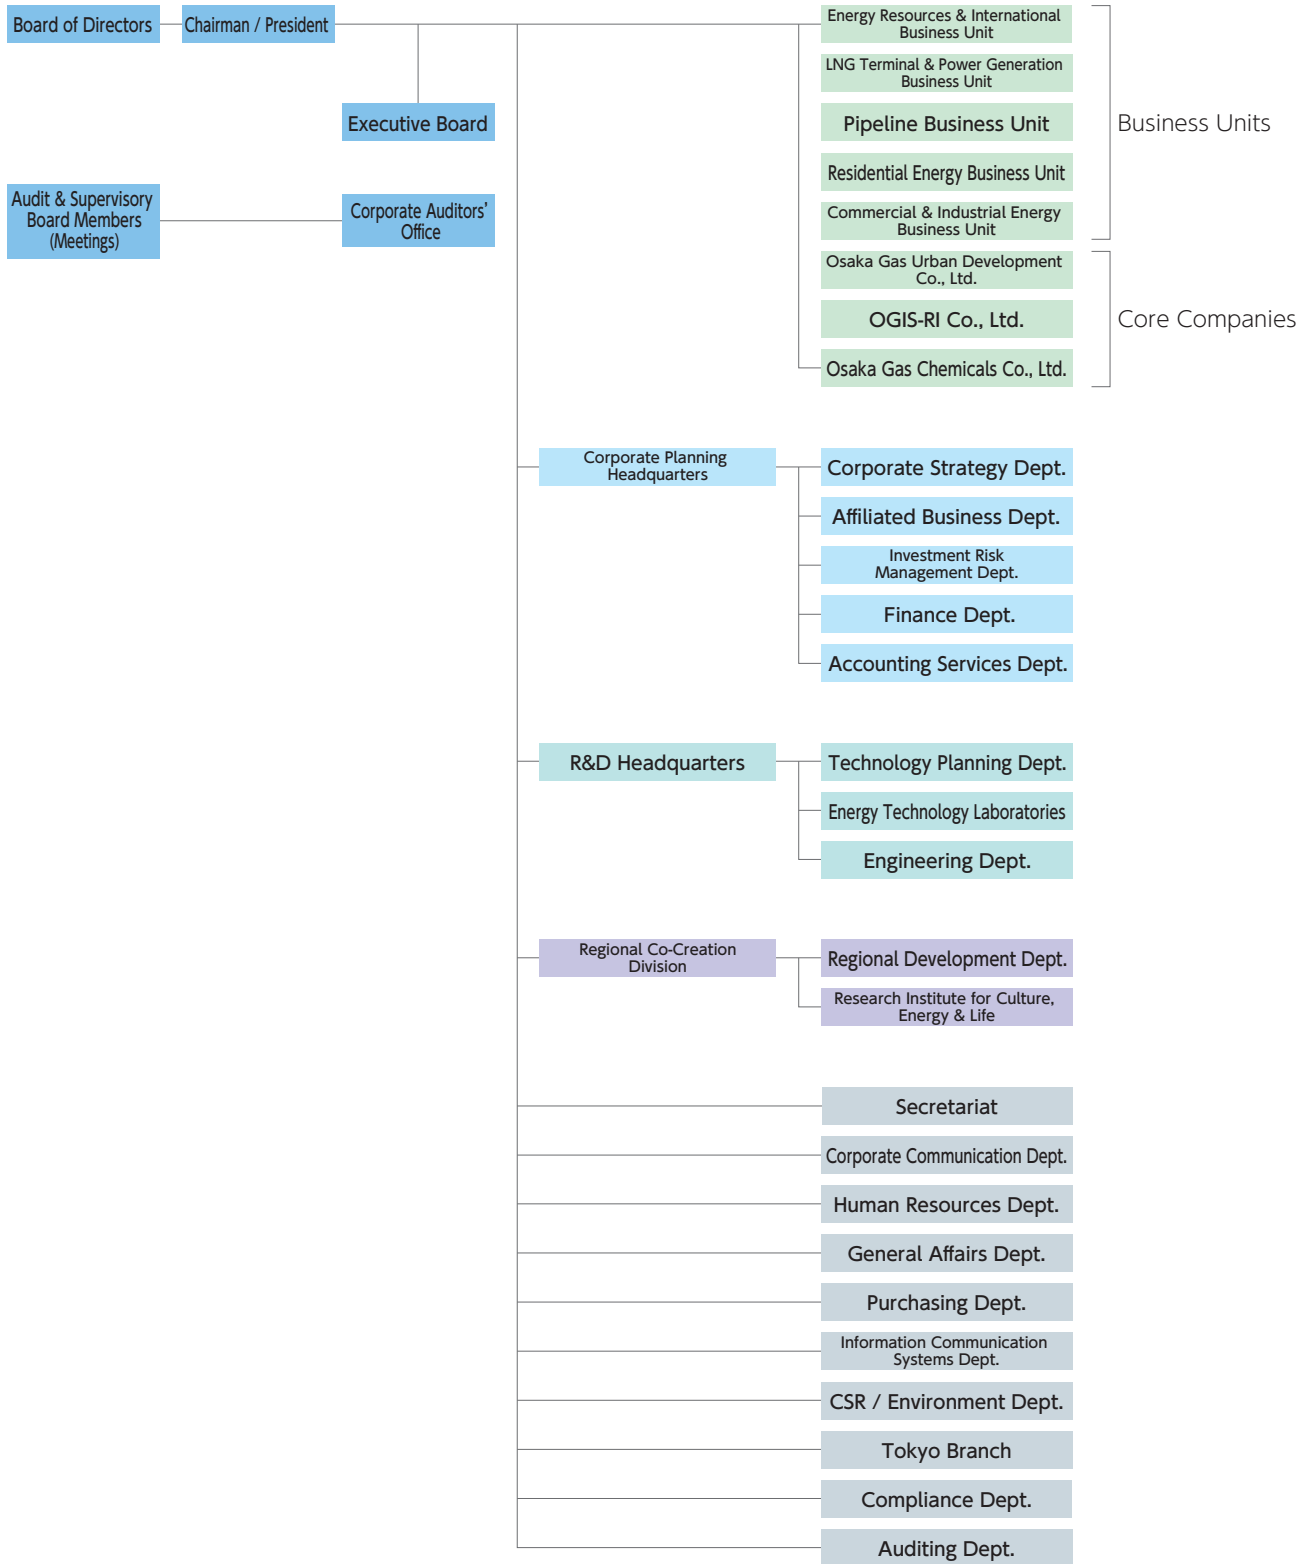 Board of Directors
Chairman / President
Executive Board
Audit & Supervisory
Board Members
(Meetings)
Corporate Auditors’
Office
Energy Resources & International
Business Unit
LNG Terminal & Power Generation
Business Unit
Pipeline Business Unit
Residential Energy Business Unit
Commercial & Industrial Energy
Business Unit
Business Units
Osaka Gas Urban Development
Co., Ltd.
OGIS-RI Co., Ltd.
Osaka Gas Chemicals Co., Ltd.
Core Companies
Corporate Planning
Headquarters
Corporate Strategy Dept.
Affiliated Business Dept.
Investment Risk
Management Dept.
Finance Dept.
Accounting Services Dept.
R&D Headquarters
Technology Planning Dept.
Energy Technology Laboratories
Engineering Dept.
Regional Co-Creation
Division
Regional Development Dept.
Research Institute for Culture,
Energy & Life
Secretariat
Corporate Communication Dept.
Human Resources Dept.
General Affairs Dept.
Purchasing Dept.
Information Communication
Systems Dept.
CSR / Environment Dept.
Tokyo Branch
Compliance Dept.
Auditing Dept.